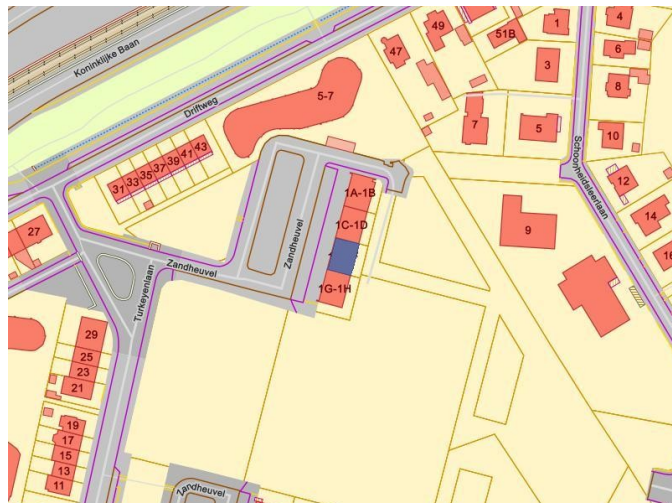 Koninklijke Baan
Driftweg
47
49
51B
1
4
3
6
8
5-7
7
5
10
Schoonheidsleerlaan
31
33
35
37
39
41
43
12
14
1A-1B
1C-1D
1G-1H
9
27
Zandheuvel
Zandheuvel
Turkeyenlaan
29
25
23
21
19
17
15
13
11
Zandheuvel